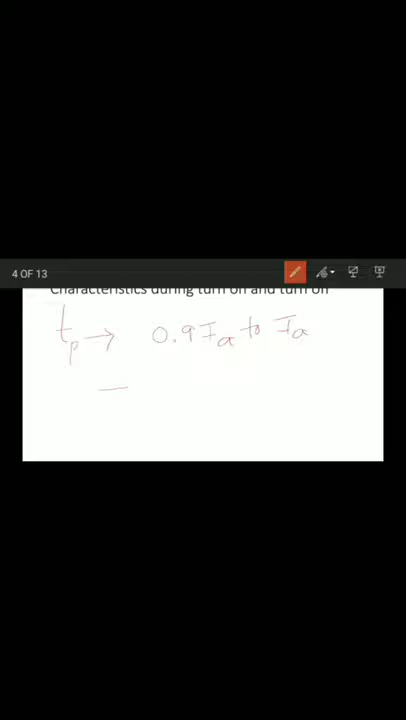 4 OF 13
Characteristics during turn on and turn off
tp → 0.9 Ia to Ia